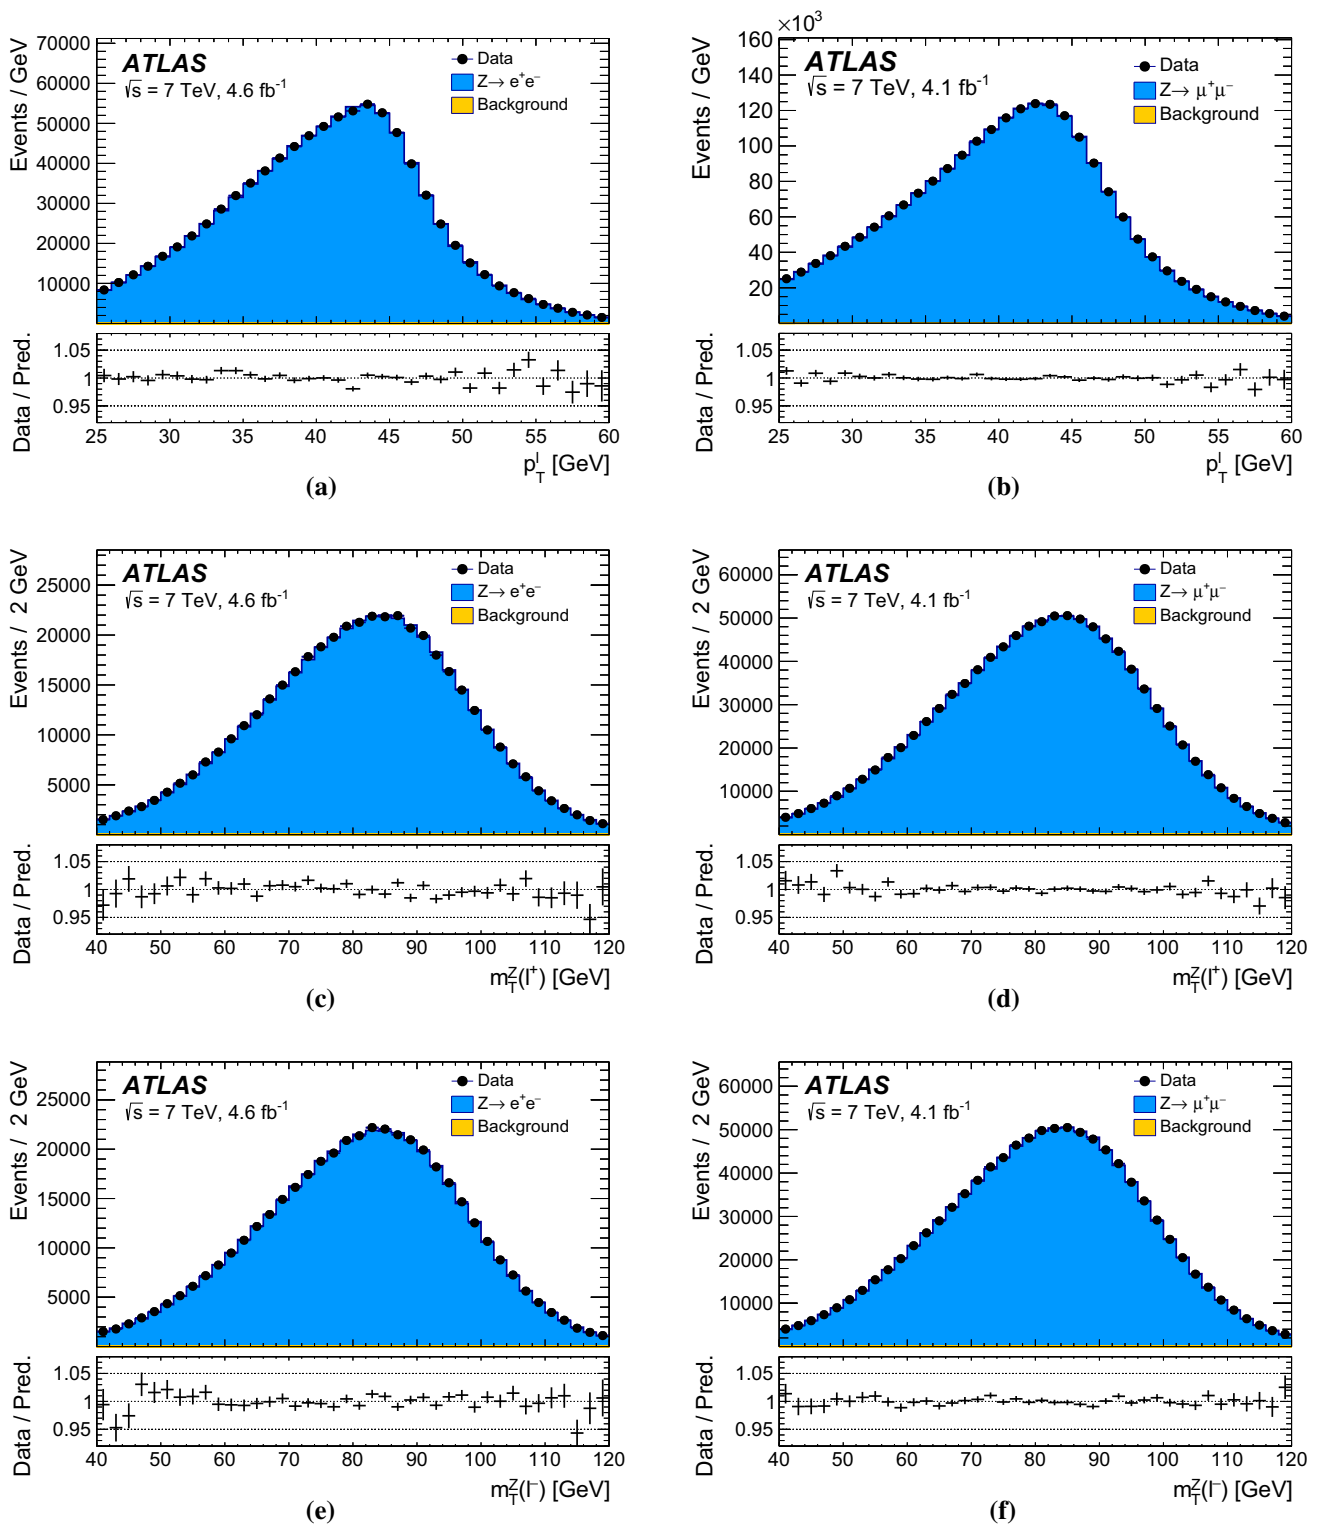 70000
60000
50000
40000
30000
20000
10000
Events / GeV
ATLAS
√s = 7 TeV, 4.6 fb⁻¹
Data
Z→ e⁺e⁻
Background
1.05
1
0.95
Data / Pred.
25 30 35 40 45 50 55 60
p_T^l [GeV]
(a)
×10³
160
140
120
100
80
60
40
20
Events / GeV
ATLAS
√s = 7 TeV, 4.1 fb⁻¹
Data
Z→ μ⁺μ⁻
Background
1.05
1
0.95
Data / Pred.
25 30 35 40 45 50 55 60
p_T^l [GeV]
(b)
25000
20000
15000
10000
5000
Events / 2 GeV
ATLAS
√s = 7 TeV, 4.6 fb⁻¹
Data
Z→ e⁺e⁻
Background
1.05
1
0.95
Data / Pred.
40 50 60 70 80 90 100 110 120
m_T^Z(l⁺) [GeV]
(c)
60000
50000
40000
30000
20000
10000
Events / 2 GeV
ATLAS
√s = 7 TeV, 4.1 fb⁻¹
Data
Z→ μ⁺μ⁻
Background
1.05
1
0.95
Data / Pred.
40 50 60 70 80 90 100 110 120
m_T^Z(l⁺) [GeV]
(d)
25000
20000
15000
10000
5000
Events / 2 GeV
ATLAS
√s = 7 TeV, 4.6 fb⁻¹
Data
Z→ e⁺e⁻
Background
1.05
1
0.95
Data / Pred.
40 50 60 70 80 90 100 110 120
m_T^Z(l⁻) [GeV]
(e)
60000
50000
40000
30000
20000
10000
Events / 2 GeV
ATLAS
√s = 7 TeV, 4.1 fb⁻¹
Data
Z→ μ⁺μ⁻
Background
1.05
1
0.95
Data / Pred.
40 50 60 70 80 90 100 110 120
m_T^Z(l⁻) [GeV]
(f)